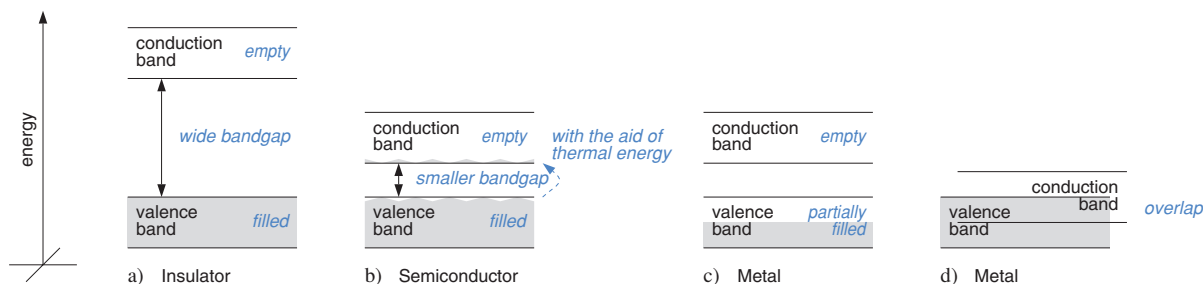 energy
conduction
band
empty
wide bandgap
valence
band
filled
a) Insulator
conduction
band
empty
with the aid of
thermal energy
smaller bandgap
valence
band
filled
b) Semiconductor
conduction
band
empty
valence
band
partially
filled
c) Metal
conduction
band
valence
band
overlap
d) Metal